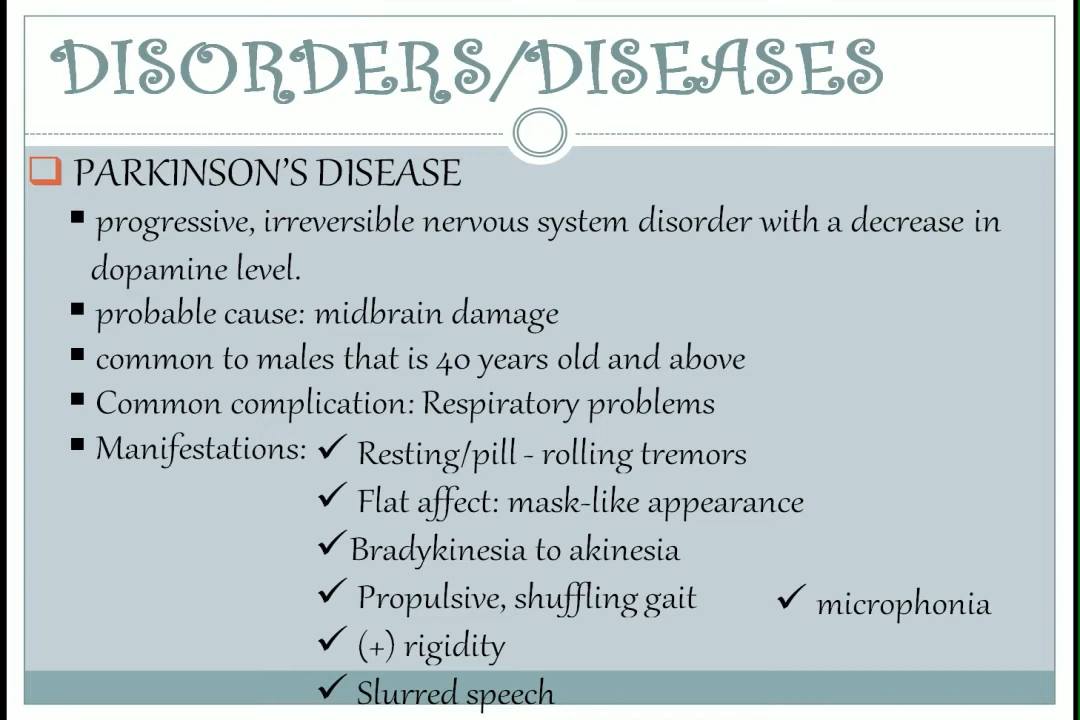 DISORDERS/DISEASES
PARKINSON'S DISEASE
progressive, irreversible nervous system disorder with a decrease in
dopamine level.
probable cause: midbrain damage
common to males that is 40 years old and above
Common complication: Respiratory problems
Manifestations: ✓ Resting/pill - rolling tremors
✓ Flat affect: mask-like appearance
✓ Bradykinesia to akinesia
✓ Propulsive, shuffling gait
✓ microphonia
✓ (+) rigidity
✓ Slurred speech